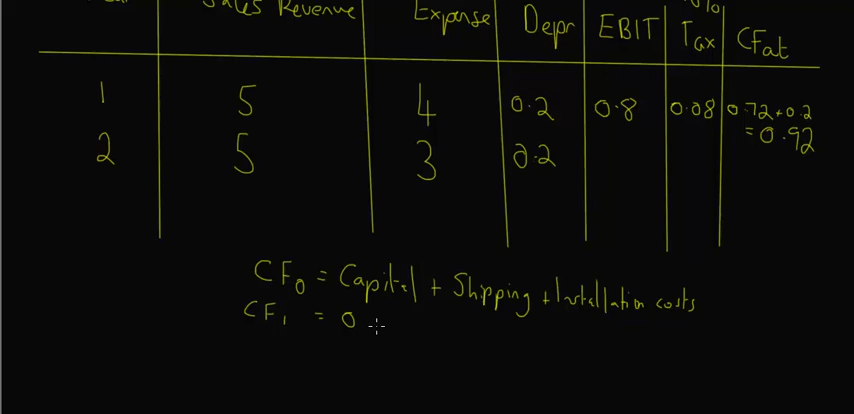 Sales Revenue Expense Depr EBIT Tax CFat
1 5 4 0.2 0.8 0.08 0.72+0.2
= 0.92
2 5 3 0.2
CF0 = Capital + Shipping + Installation costs
CF1 = 0